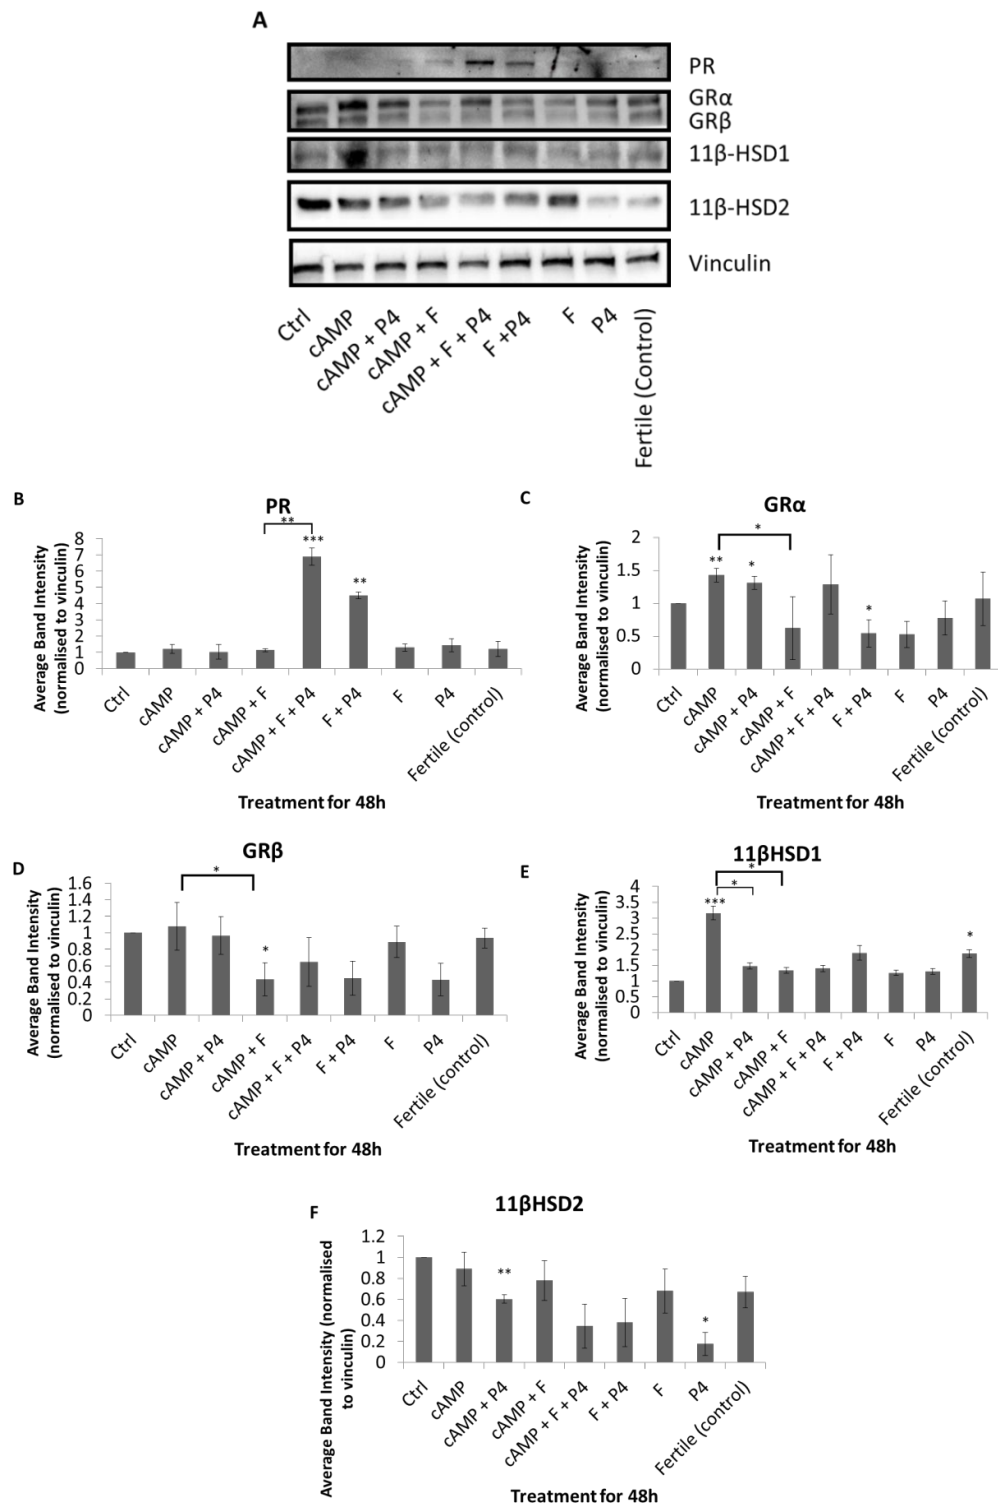 A
PR
GRα
GRβ
11β-HSD1
11β-HSD2
Vinculin
Ctrl
cAMP
cAMP + P4
cAMP + F
cAMP + F + P4
F +P4
F
P4
Fertile (Control)
B
PR
Average Band Intensity
(normalised to vinculin)
8
7
6
5
4
3
2
1
0
**
***
**
Ctrl
cAMP
cAMP + P4
cAMP + F
cAMP + F + P4
F + P4
F
P4
Fertile (control)
Treatment for 48h
C
GRα
Average Band Intensity
(normalised to vinculin)
2
1.5
1
0.5
0
**
*
*
*
Ctrl
cAMP
cAMP + P4
cAMP + F
cAMP + F + P4
F + P4
F
P4
Fertile (control)
Treatment for 48h
D
GRβ
Average Band Intensity
(normalised to vinculin)
1.6
1.4
1.2
1
0.8
0.6
0.4
0.2
0
*
*
Ctrl
cAMP
cAMP + P4
cAMP + F
cAMP + F + P4
F + P4
F
P4
Fertile (control)
Treatment for 48h
E
11βHSD1
Average Band Intensity
(normalised to vinculin)
4
3.5
3
2.5
2
1.5
1
0.5
0
*
*
***
*
Ctrl
cAMP
cAMP + P4
cAMP + F
cAMP + F + P4
F + P4
F
P4
Fertile (control)
Treatment for 48h
F
11βHSD2
Average Band Intensity (normalised
to vinculin)
1.2
1
0.8
0.6
0.4
0.2
0
**
*
Ctrl
cAMP
cAMP + P4
cAMP + F
cAMP + F + P4
F + P4
F
P4
Fertile (control)
Treatment for 48h